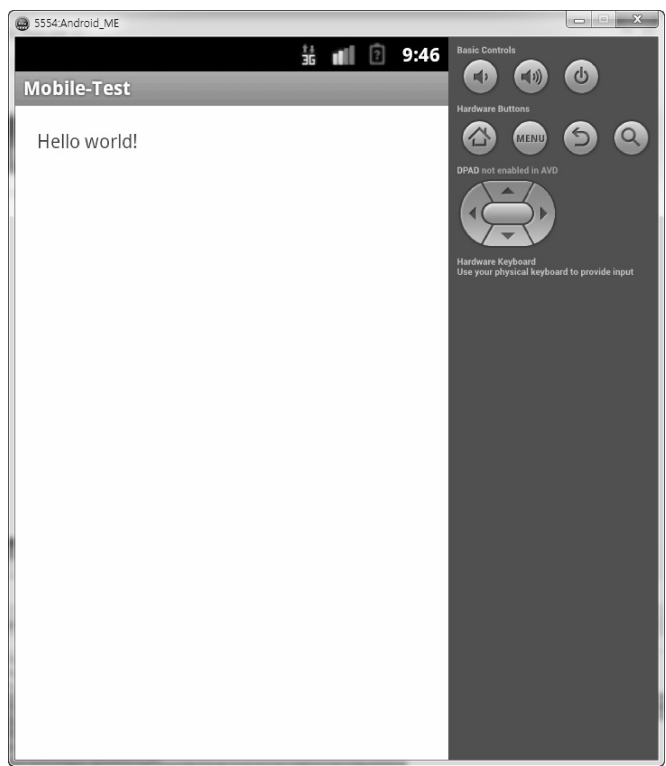 5554:Android_ME
3G ? 9:46
Mobile-Test
Hello world!
Basic Controls
Hardware Buttons
MENU
DPAD not enabled in AVD
Hardware Keyboard
Use your physical keyboard to provide input